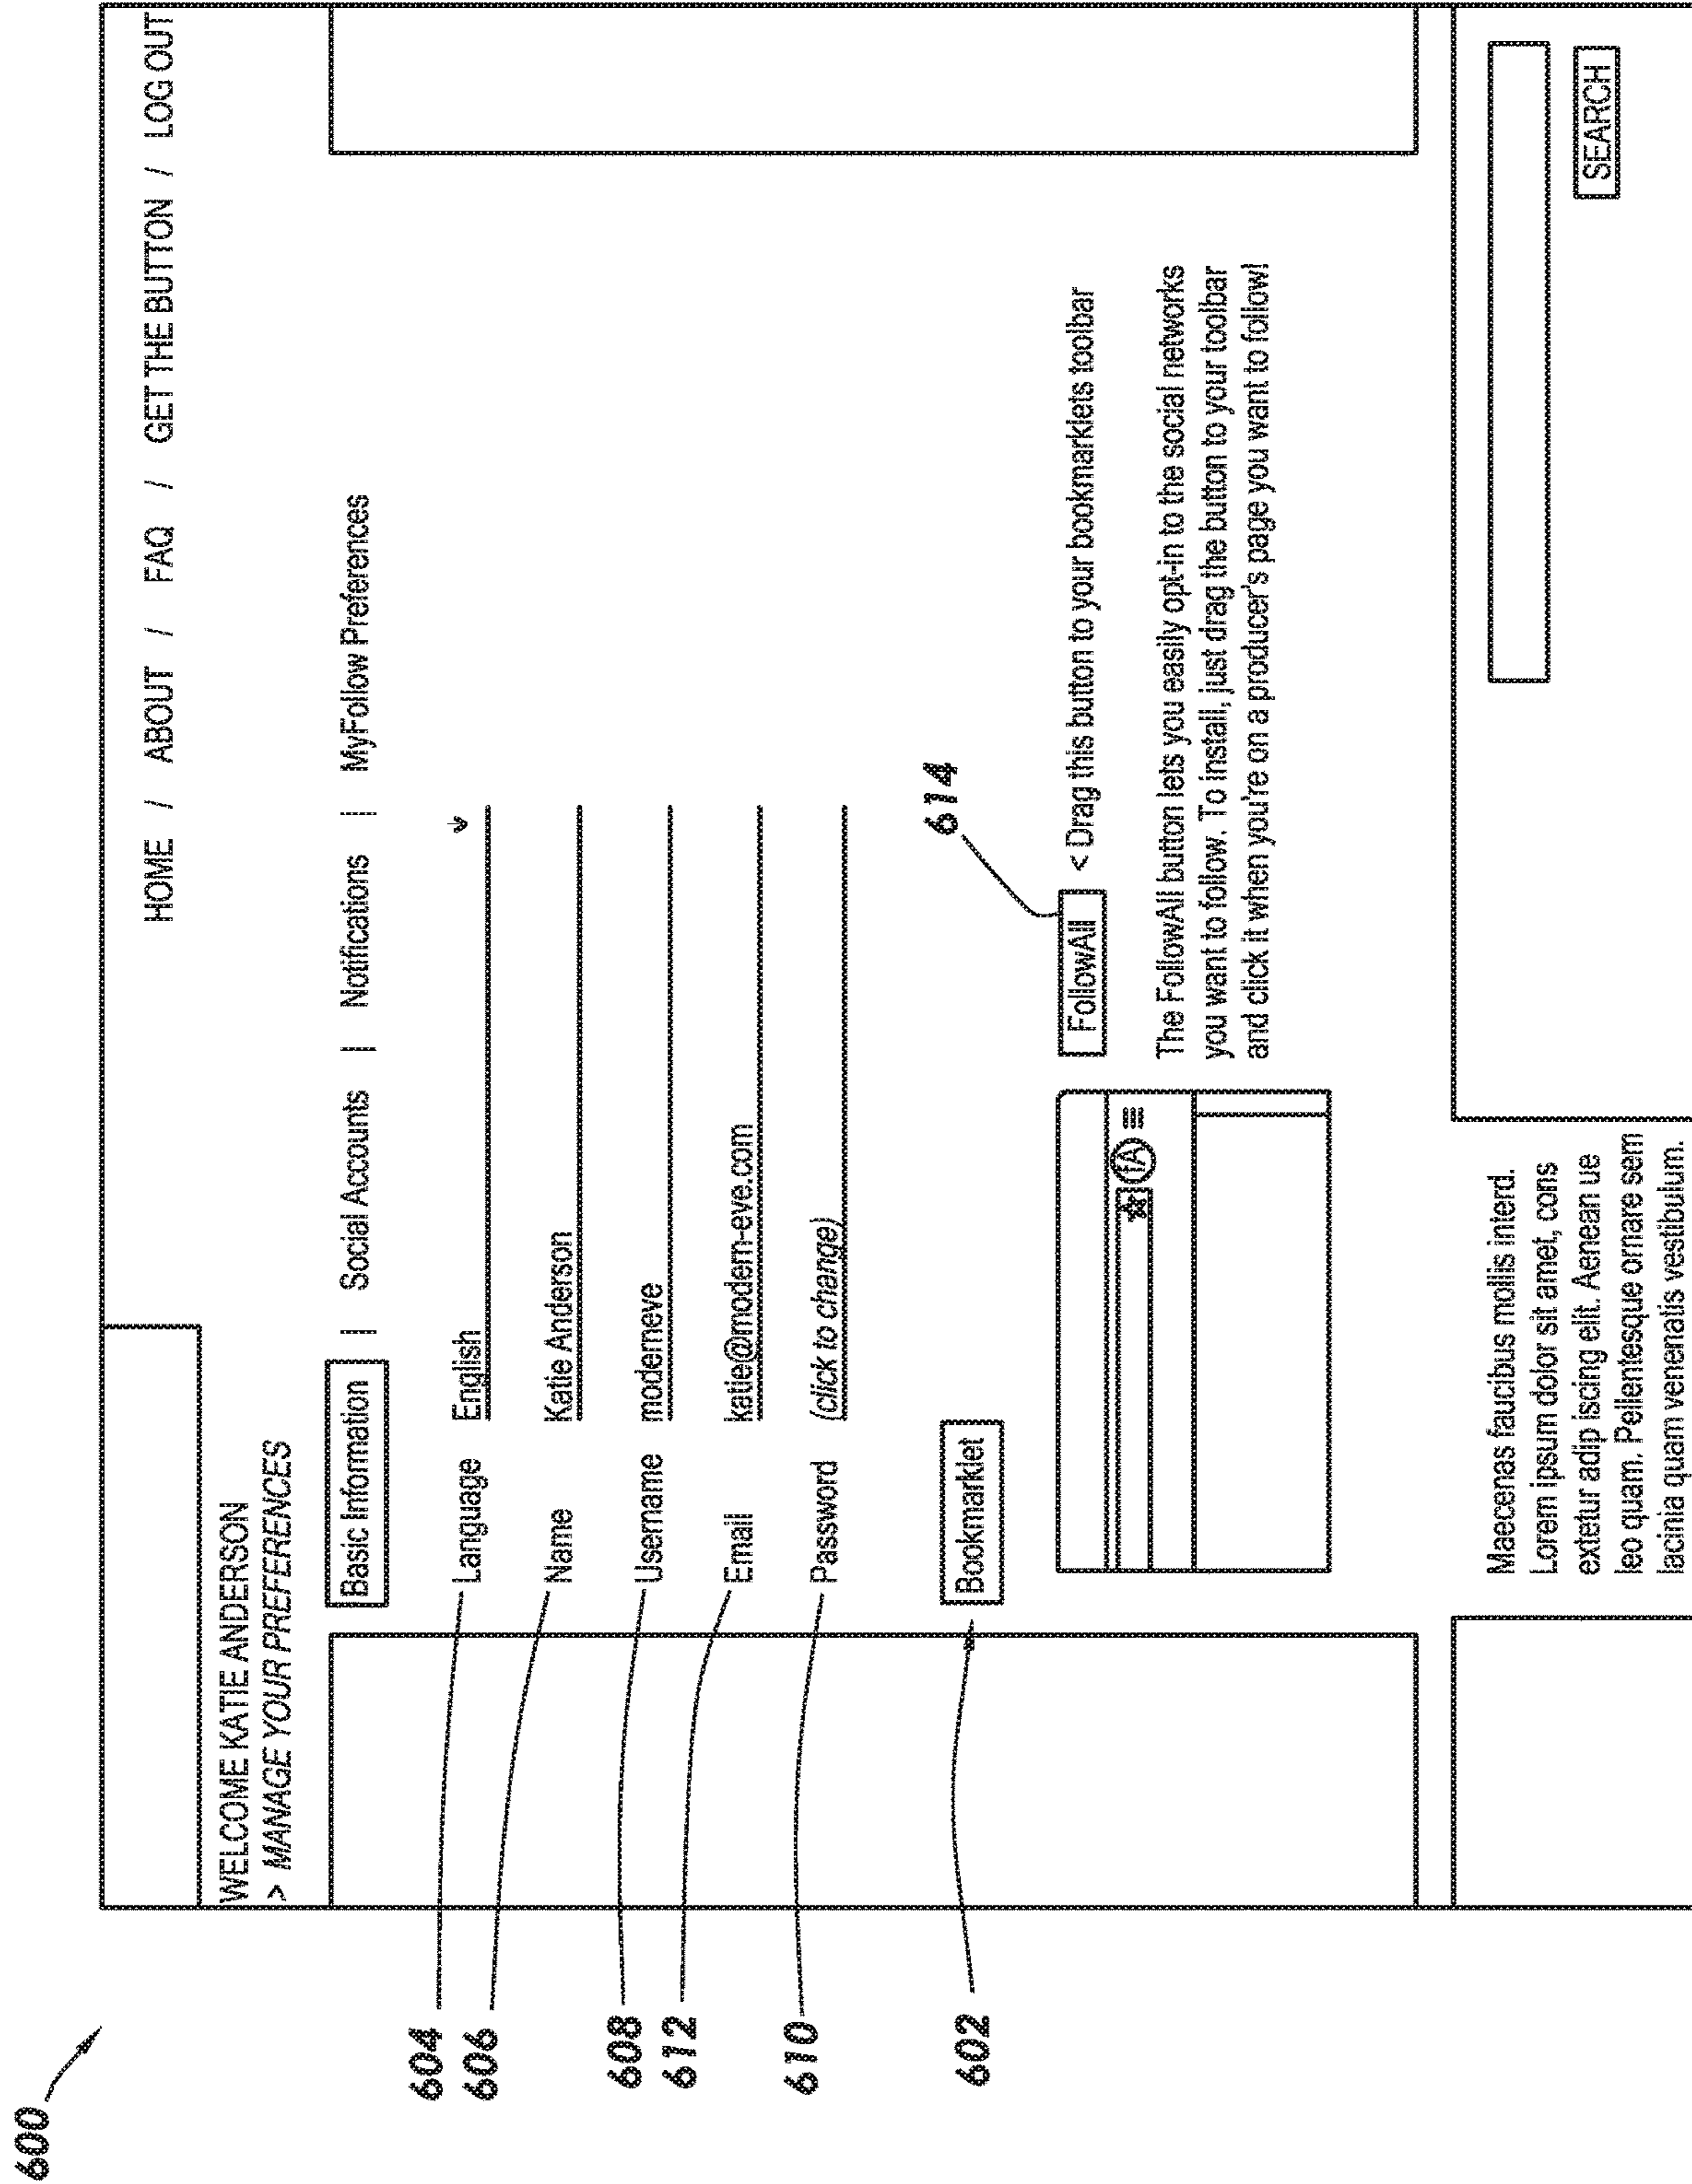 600
HOME / ABOUT / FAQ / GET THE BUTTON / LOG OUT
WELCOME KATIE ANDERSON
> MANAGE YOUR PREFERENCES
Basic Information | Social Accounts | Notifications | MyFollow Preferences
604 Language English
606 Name Katie Anderson
608 Username moderneve
612 Email katie@modern-eve.com
610 Password (click to change)
602 Bookmarklet
614
FollowAll < Drag this button to your bookmarklets toolbar
fA
The FollowAll button lets you easily opt-in to the social networks
you want to follow. To install, just drag the button to your toolbar
and click it when you're on a producer's page you want to follow!
Maecenas faucibus mollis interd.
Lorem ipsum dolor sit amet, cons
extetur adip iscing elit. Aenean ue
leo quam. Pellentesque ornare sem
lacinia quam venenatis vestibulum.
SEARCH